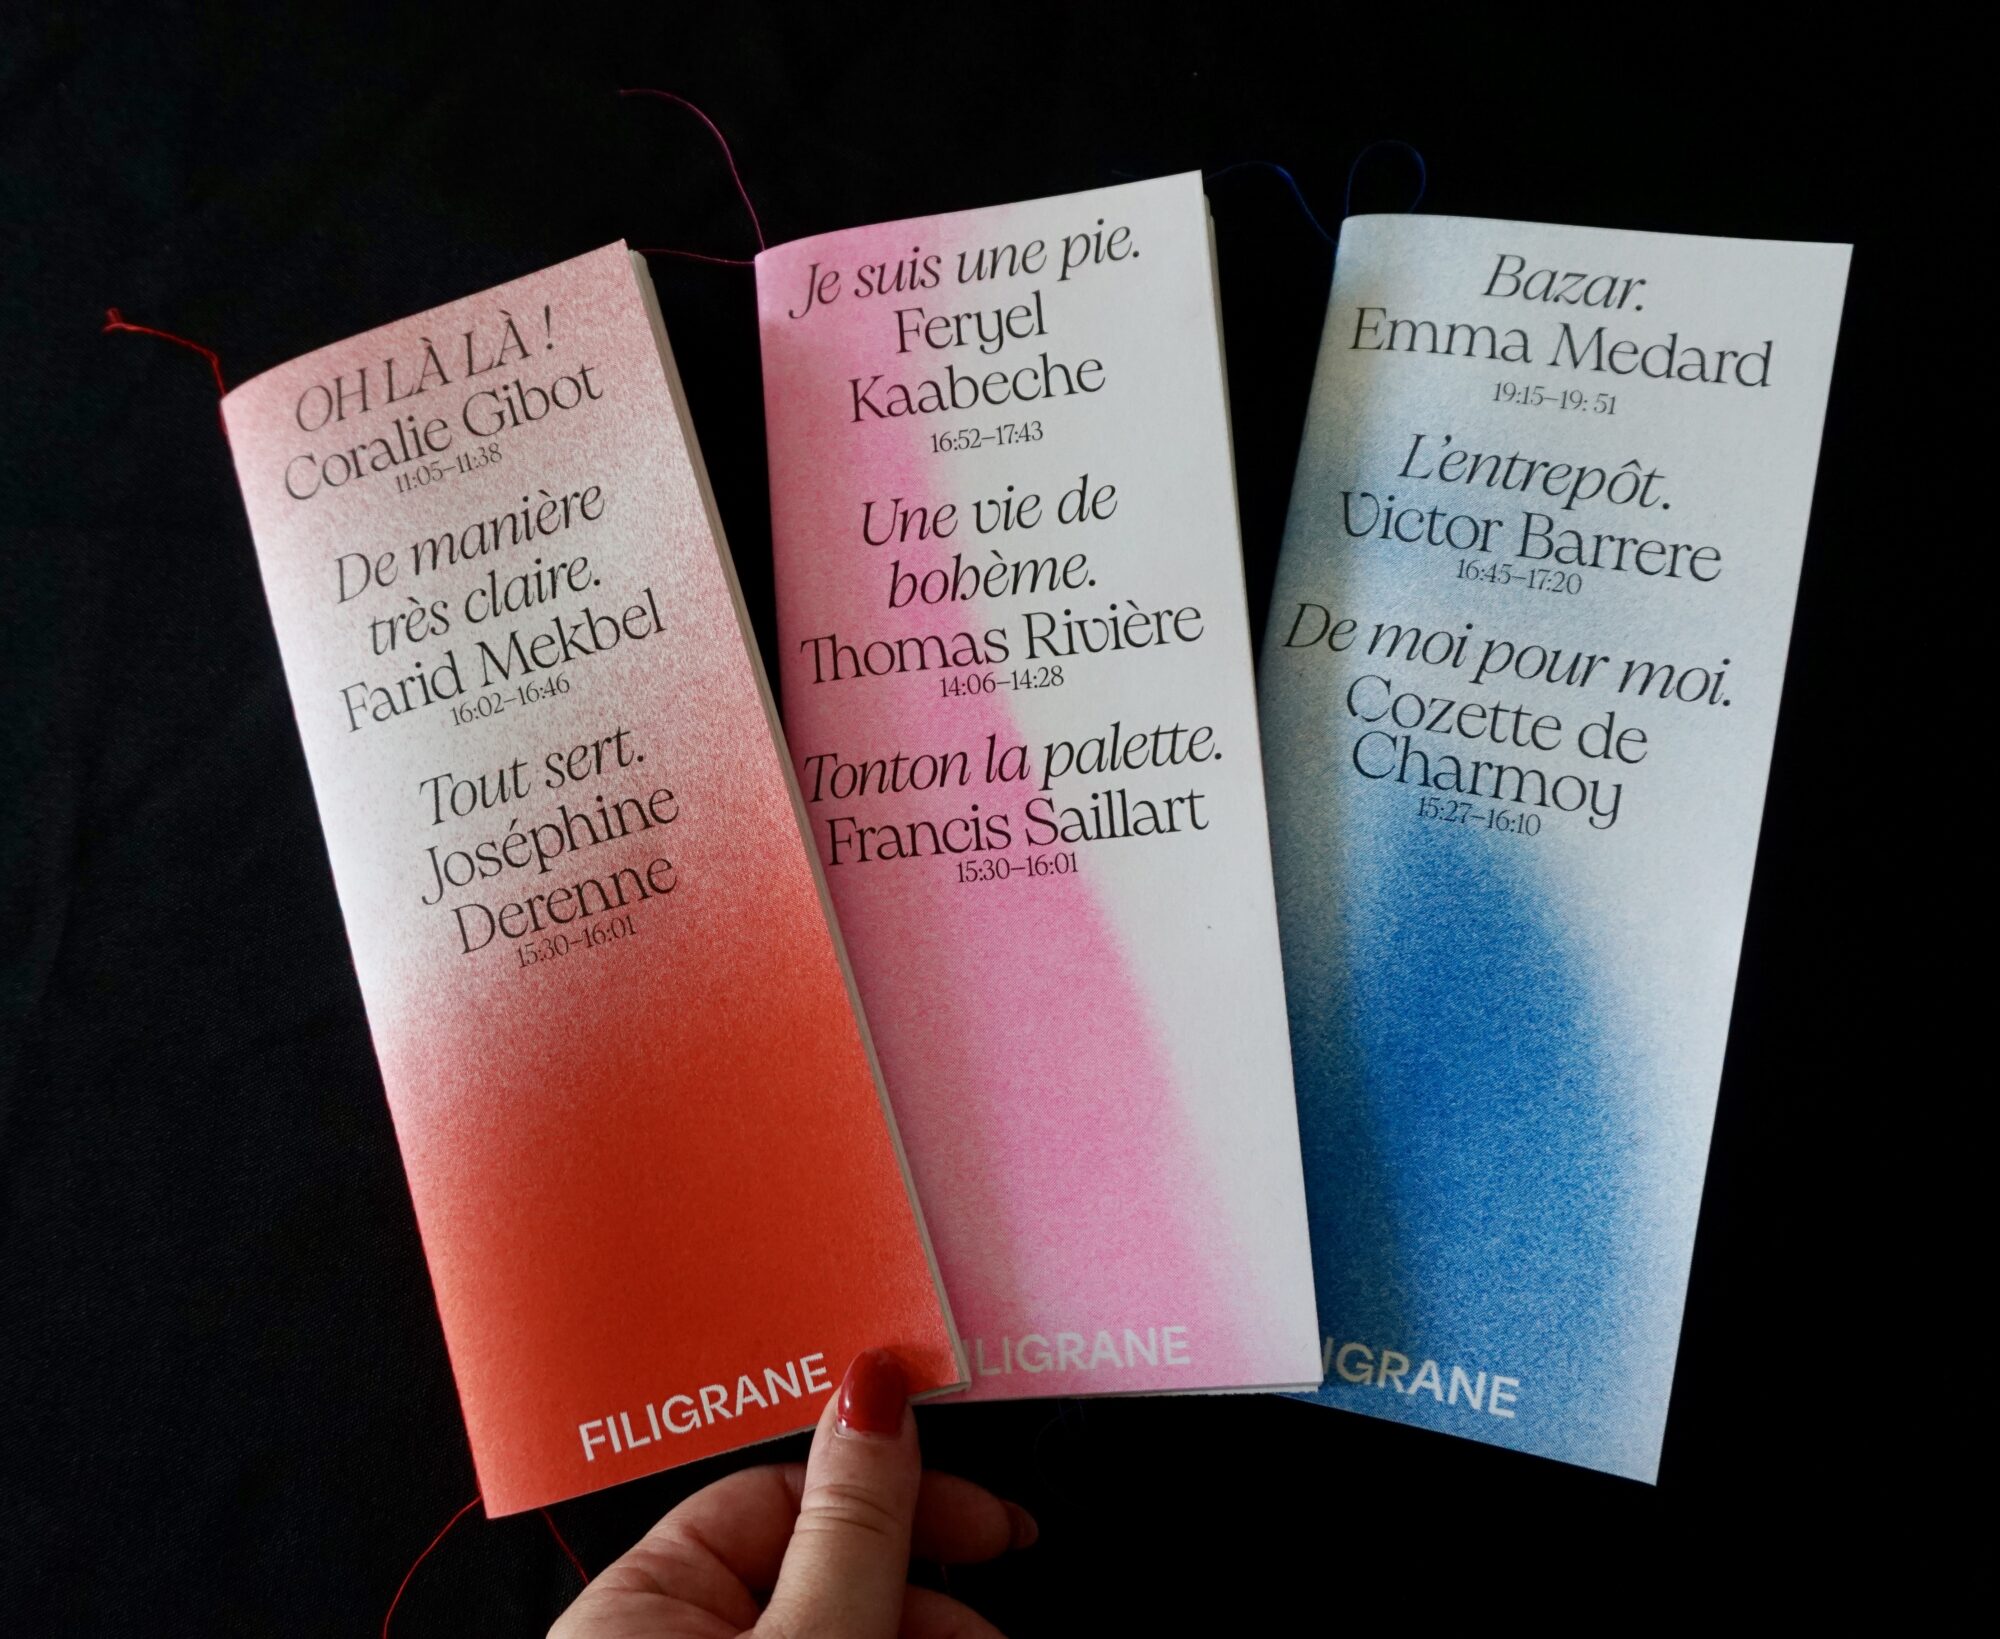 OH LÀ LÀ !
Coralie Gibot
11:05–11:38
De manière
très claire.
Farid Mekbel
16:02–16:46
Tout sert.
Joséphine
Derenne
15:30–16:01
FILIGRANE
Je suis une pie.
Feryel
Kaabeche
16:52–17:43
Une vie de
bohème.
Thomas Rivière
14:06–14:28
Tonton la palette.
Francis Saillart
15:30–16:01
LIGRANE
Bazar.
Emma Medard
19:15–19: 51
L'entrepôt.
Victor Barrere
16:45–17:20
De moi pour moi.
Cozette de
Charmoy
15:27–16:10
IGRANE